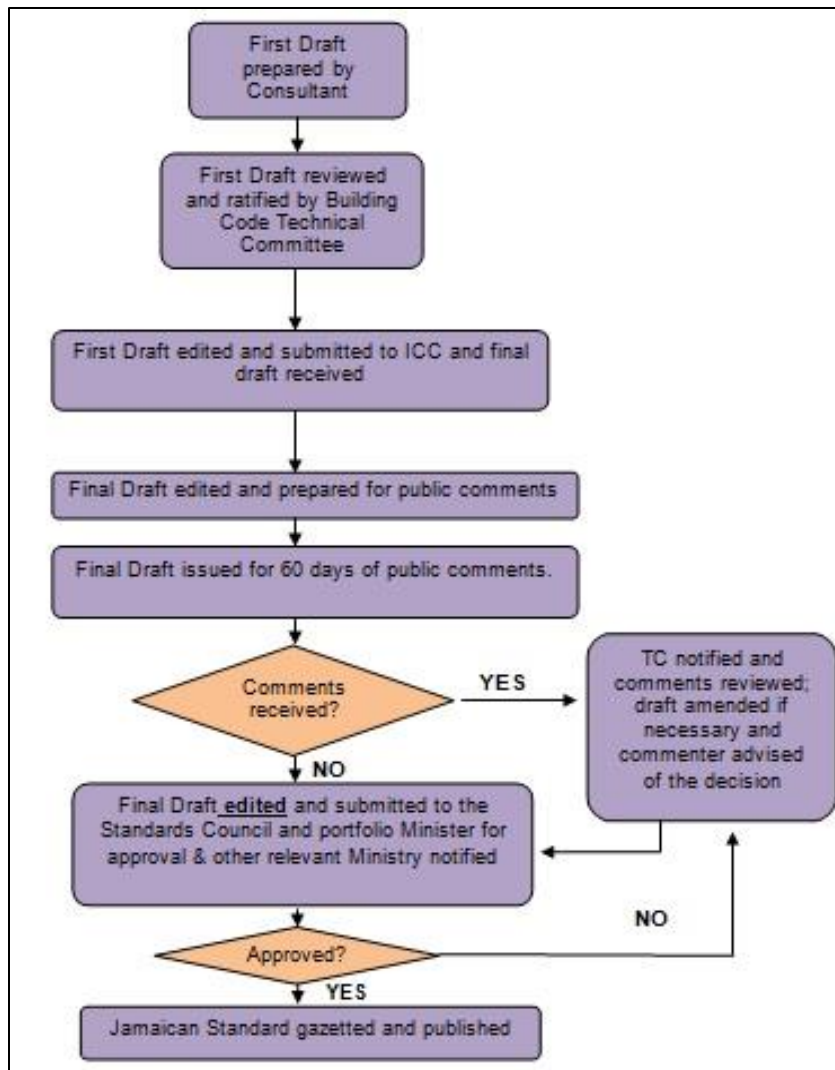 First Draft
prepared by
Consultant
First Draft reviewed
and ratified by Building
Code Technical
Committee
First Draft edited and submitted to ICC and final
draft received
Final Draft edited and prepared for public comments
Final Draft issued for 60 days of public comments.
Comments
received?
YES
TC notified and
comments reviewed;
draft amended if
necessary and
commenter advised
of the decision
NO
Final Draft edited and submitted to the
Standards Council and portfolio Minister for
approval & other relevant Ministry notified
NO
Approved?
YES
Jamaican Standard gazetted and published